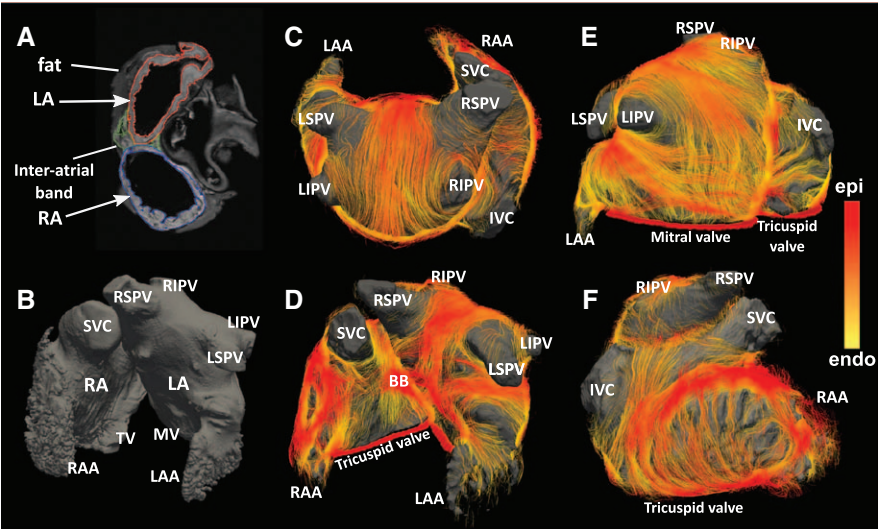 A
fat
LA
Inter-atrial
band
RA
B
RSPV
RIPV
SVC
LIPV
LSPV
RA
LA
TV
MV
RAA
LAA
C
LAA
RAA
SVC
RSPV
LSPV
LIPV
RIPV
IVC
D
RIPV
RSPV
SVC
LIPV
LSPV
BB
Tricuspid valve
RAA
LAA
E
RSPV
RIPV
LSPV
LIPV
IVC
LAA
Mitral valve
Tricuspid
valve
F
RIPV
RSPV
SVC
IVC
RAA
Tricuspid valve
epi
endo